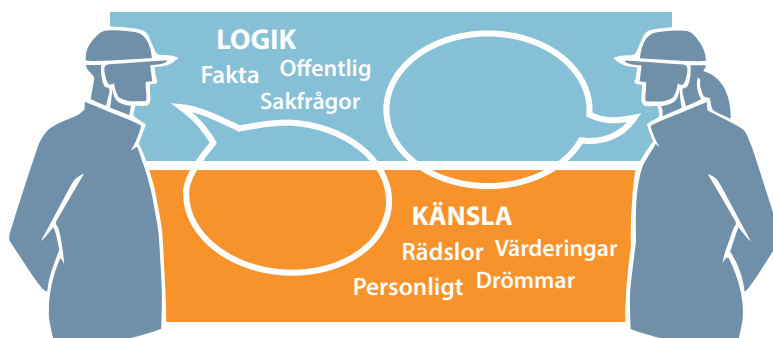 LOGIK
Fakta Offentlig
Sakfrågor
KÄNSLA
Rädslor Värderingar
Personligt Drömmar